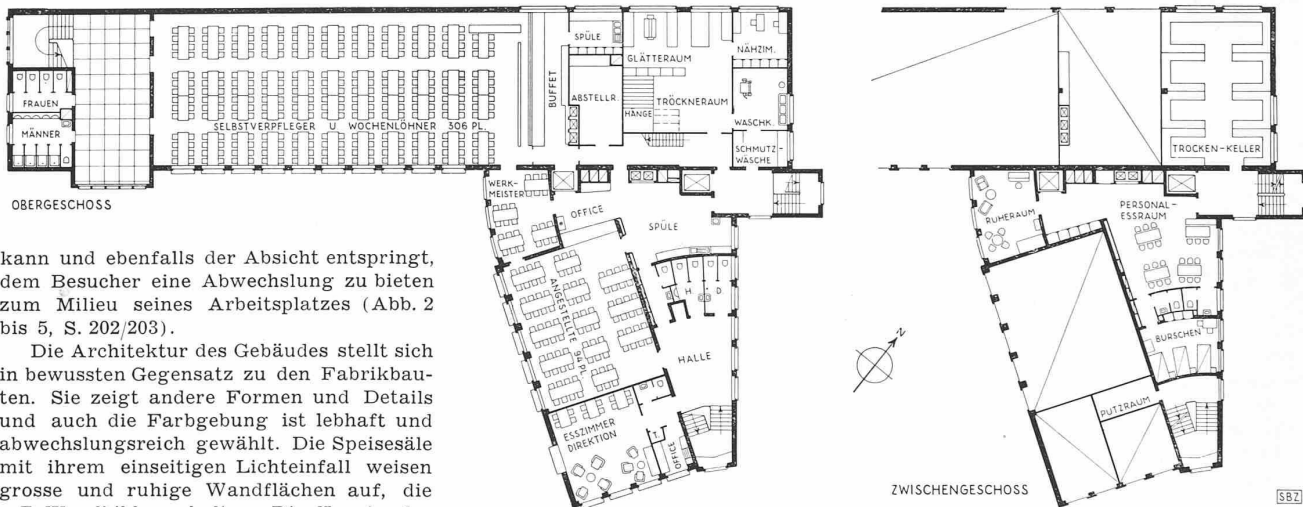 FRAUEN
MÄNNER
SELBSTVERPFLEGER U WOCHENLÖHNER 306 PL.
BUFFET
SPÜLE
ABSTELLR.
GLÄTTERAUM
HÄNGE
TRÖCKNERAUM
NÄHZIM.
WASCHK.
SCHMUTZ-
WÄSCHE
WERK-
MEISTER
OFFICE
SPÜLE
ANGESTELLTE 94 PL.
H.
D.
HALLE
ESSZIMMER
DIREKTION
T.
OFFICE
OBERGESCHOSS
TROCKEN-KELLER
RUHERAUM
PERSONAL-
ESSRAUM
BURSCHEN
PUTZRAUM
ZWISCHENGESCHOSS
SBZ
kann und ebenfalls der Absicht entspringt,
dem Besucher eine Abwechslung zu bieten
zum Milieu seines Arbeitsplatzes (Abb. 2
bis 5, S. 202/203).
Die Architektur des Gebäudes stellt sich
in bewussten Gegensatz zu den Fabrikbau-
ten. Sie zeigt andere Formen und Details
und auch die Farbgebung ist lebhaft und
abwechslungsreich gewählt. Die Speisesäle
mit ihrem einseitigen Lichteinfall weisen
grosse und ruhige Wandflächen auf, die